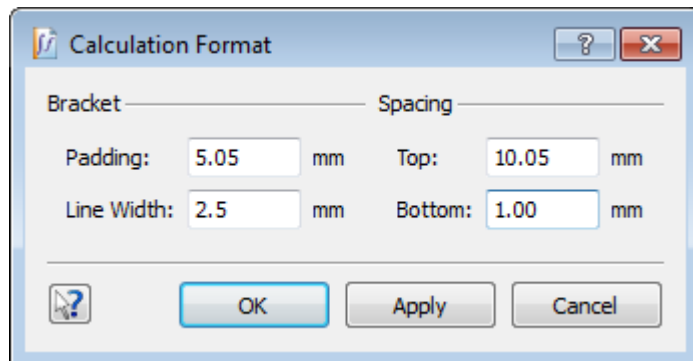 Calculation Format
Bracket Spacing
Padding: 5.05 mm Top: 10.05 mm
Line Width: 2.5 mm Bottom: 1.00 mm
OK Apply Cancel